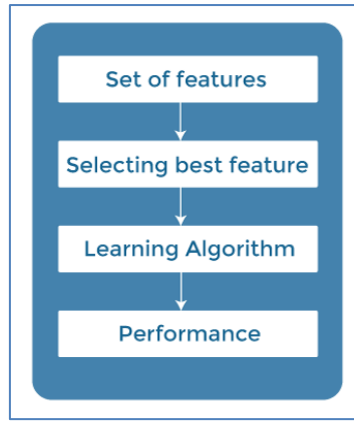 Set of features
Selecting best feature
Learning Algorithm
Performance